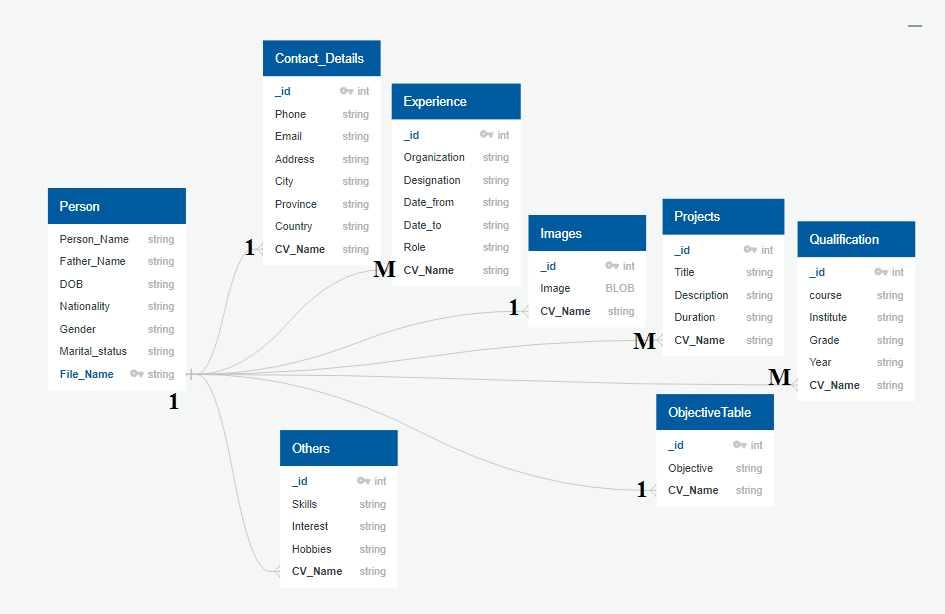 Contact_Details
_id int
Phone string
Email string
Address string
City string
Province string
Country string
CV_Name string
Experience
_id int
Organization string
Designation string
Date_from string
Date_to string
Role string
CV_Name string
Person
Person_Name string
Father_Name string
DOB string
Nationality string
Gender string
Marital_status string
File_Name string
Images
_id int
Image BLOB
CV_Name string
Projects
_id int
Title string
Description string
Duration string
CV_Name string
Qualification
_id int
course string
Institute string
Grade string
Year string
CV_Name string
ObjectiveTable
_id int
Objective string
CV_Name string
Others
_id int
Skills string
Interest string
Hobbies string
CV_Name string
1
M
1
M
M
1
1